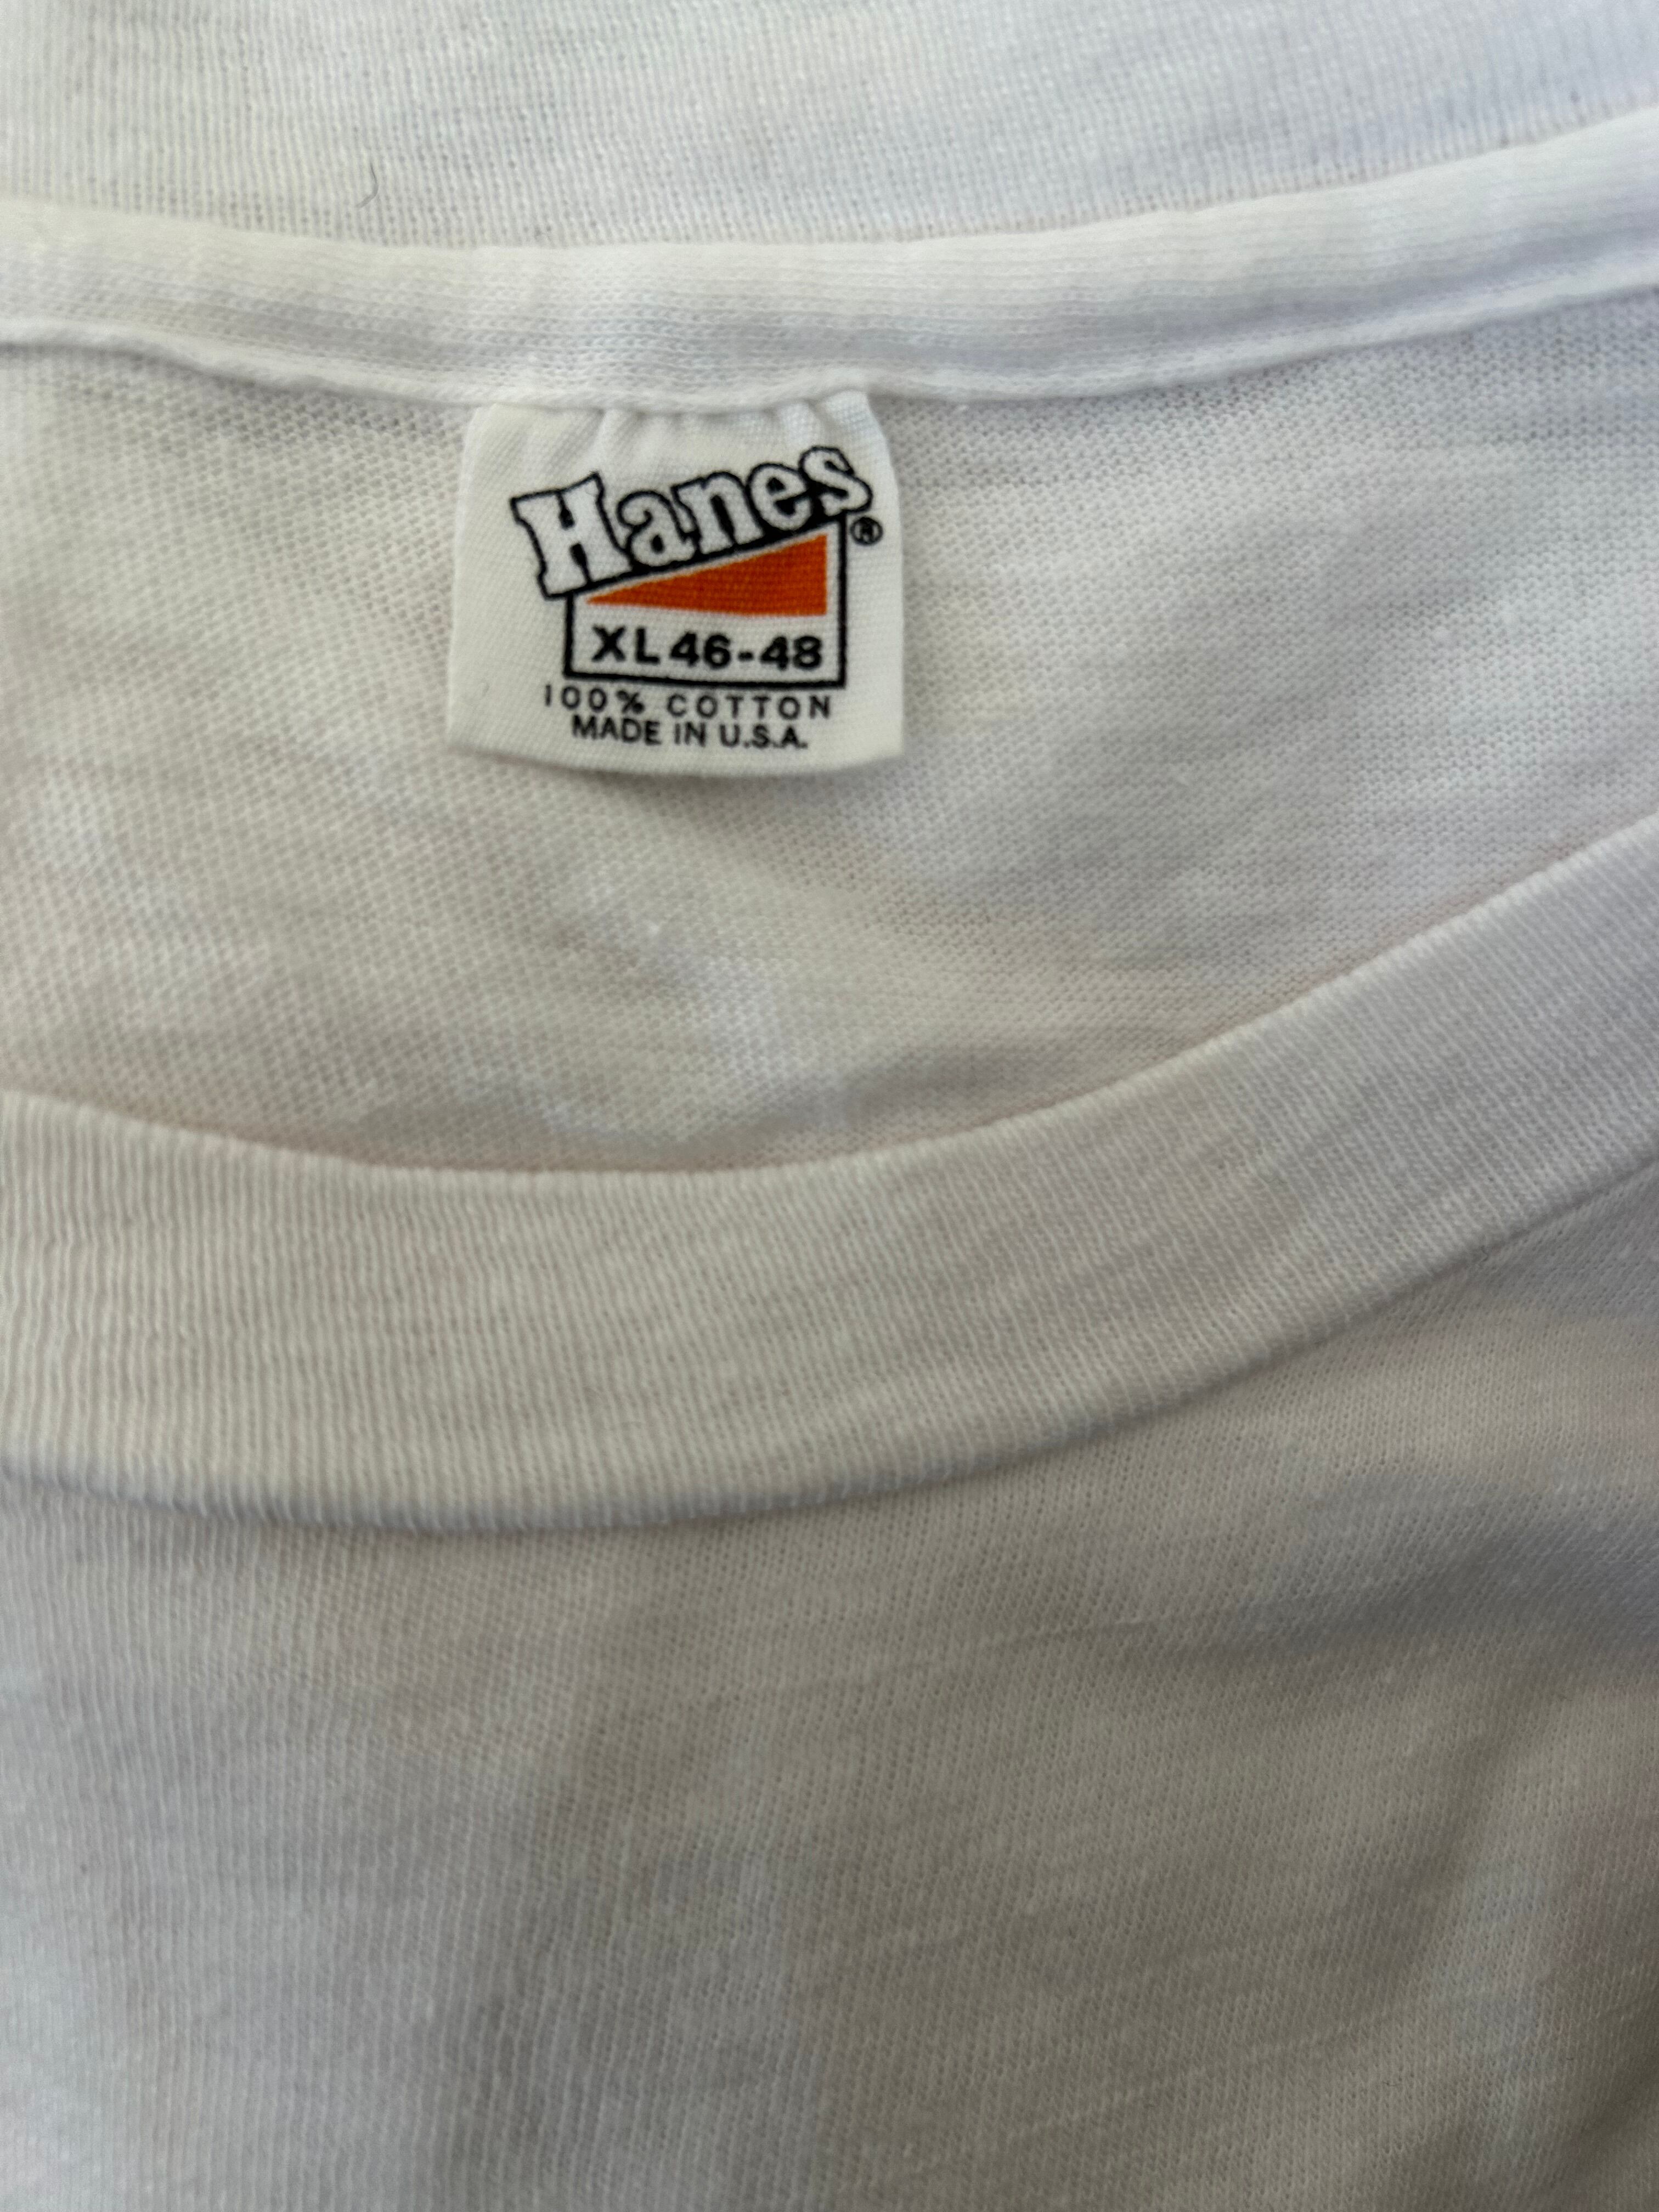 Hanes®
XL 46-48
100% COTTON
MADE IN U.S.A.